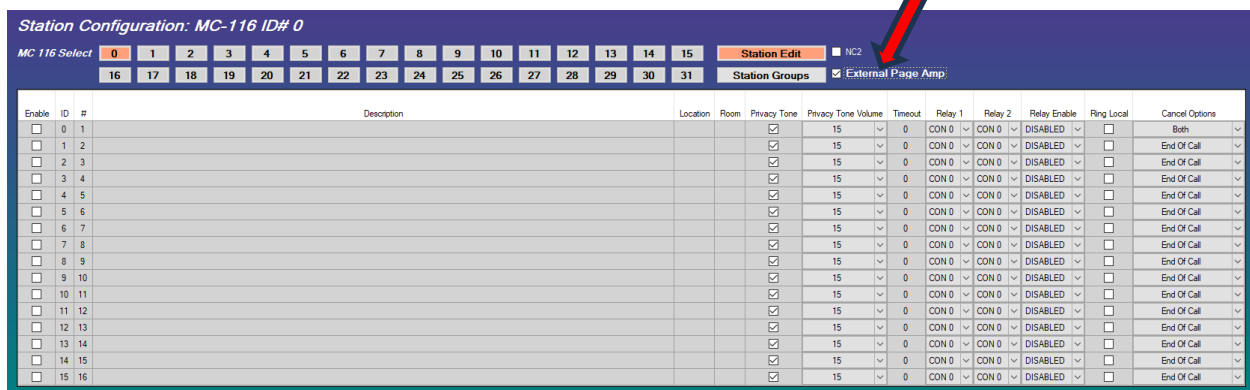 Station Configuration: MC-116 ID# 0
MC 116 Select 0 1 2 3 4 5 6 7 8 9 10 11 12 13 14 15 Station Edit NC2
16 17 18 19 20 21 22 23 24 25 26 27 28 29 30 31 Station Groups External Page Amp
Enable ID # Description Location Room Privacy Tone Privacy Tone Volume Timeout Relay 1 Relay 2 Relay Enable Ring Local Cancel Options
0 1 15 0 CON 0 CON 0 DISABLED Both
1 2 15 0 CON 0 CON 0 DISABLED End Of Call
2 3 15 0 CON 0 CON 0 DISABLED End Of Call
3 4 15 0 CON 0 CON 0 DISABLED End Of Call
4 5 15 0 CON 0 CON 0 DISABLED End Of Call
5 6 15 0 CON 0 CON 0 DISABLED End Of Call
6 7 15 0 CON 0 CON 0 DISABLED End Of Call
7 8 15 0 CON 0 CON 0 DISABLED End Of Call
8 9 15 0 CON 0 CON 0 DISABLED End Of Call
9 10 15 0 CON 0 CON 0 DISABLED End Of Call
10 11 15 0 CON 0 CON 0 DISABLED End Of Call
11 12 15 0 CON 0 CON 0 DISABLED End Of Call
12 13 15 0 CON 0 CON 0 DISABLED End Of Call
13 14 15 0 CON 0 CON 0 DISABLED End Of Call
14 15 15 0 CON 0 CON 0 DISABLED End Of Call
15 16 15 0 CON 0 CON 0 DISABLED End Of Call